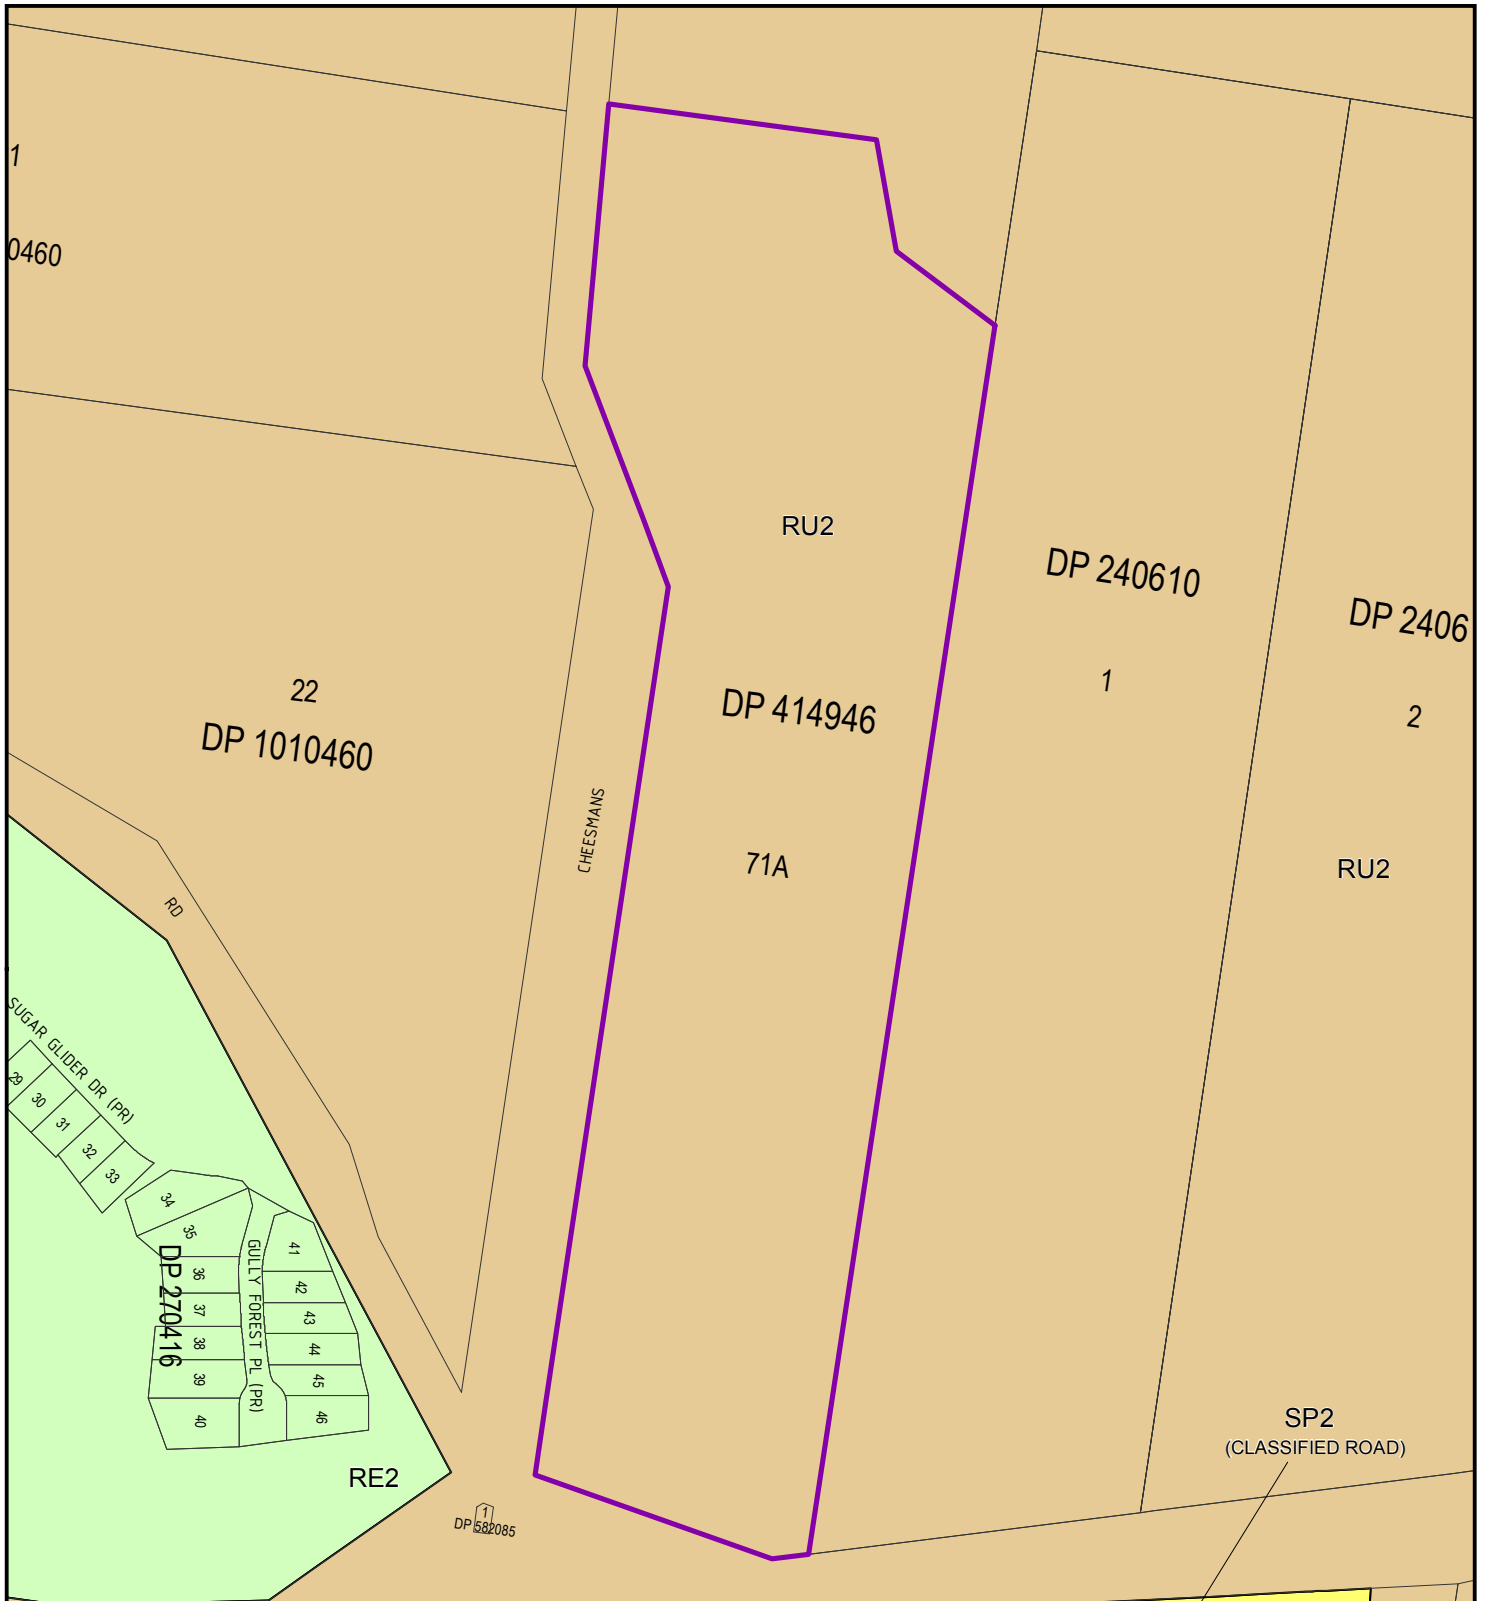 1
0460
RU2
DP 240610
1
DP 2406
2
22
DP 1010460
DP 414946
CHEESMANS
71A
RU2
RD
SUGAR GLIDER DR (PR)
29
30
31
32
33
34
35
36
37
38
39
40
DP 270416
GULLY FOREST PL (PR)
41
42
43
44
45
46
RE2
1
DP 582085
SP2
(CLASSIFIED ROAD)